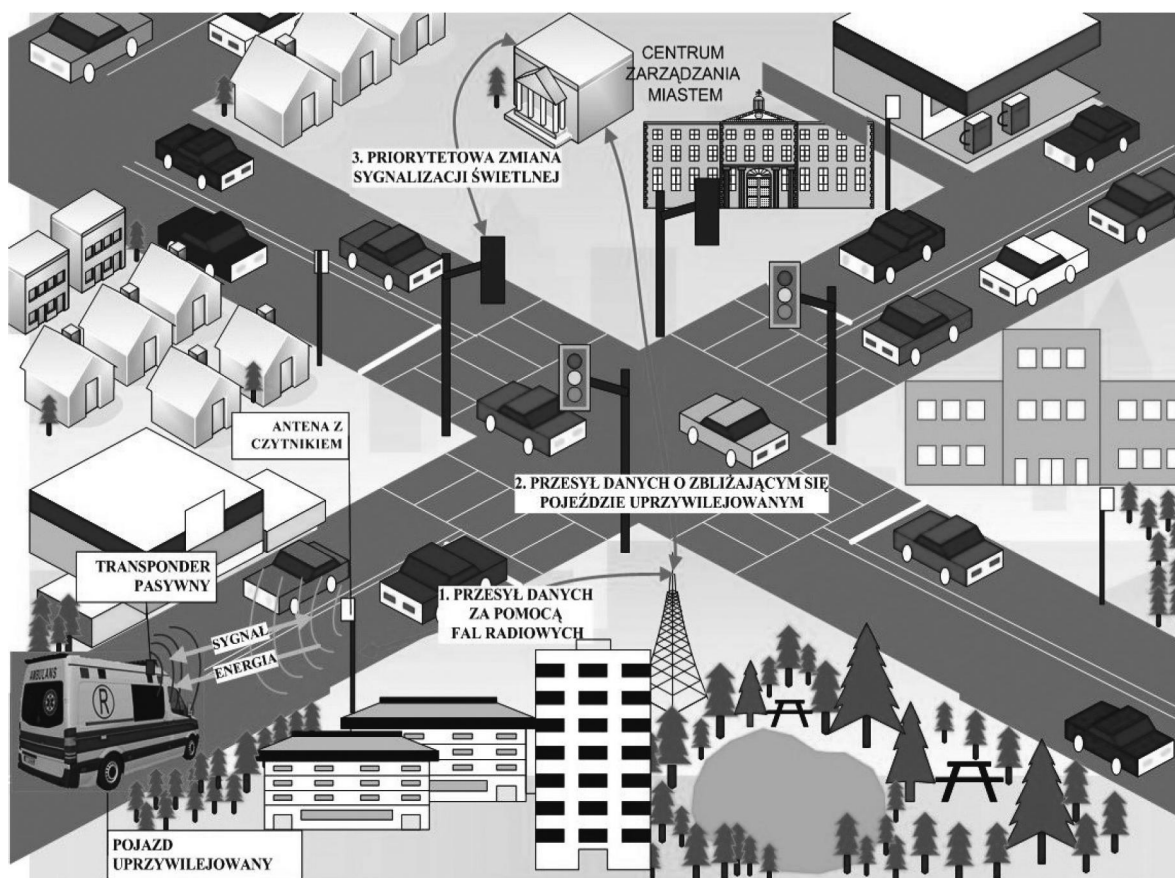 CENTRUM
ZARZĄDZANIA
MIASTEM
3. PRIORYTETOWA ZMIANA
SYGNALIZACJI ŚWIETLNEJ
ANTENA Z
CZYTNIKIEM
2. PRZESYŁ DANYCH O ZBLIŻAJĄCYM SIĘ
POJEŹDZIE UPRZYWILEJOWANYM
TRANSPONDER
PASYWNY
1. PRZESYŁ DANYCH
ZA POMOCĄ
FAL RADIOWYCH
SYGNAŁ
ENERGIA
AMBULANS
R
POJAZD
UPRZYWILEJOWANY